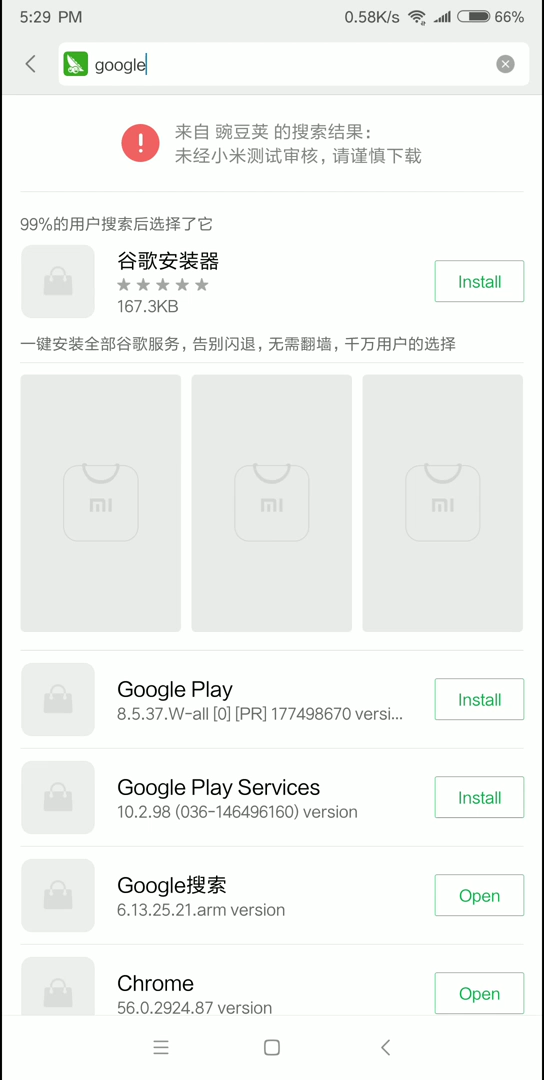 5:29 PM 0.58K/s 66%
google
来自 豌豆荚 的搜索结果：
未经小米测试审核，请谨慎下载
99%的用户搜索后选择了它
谷歌安装器
Install
167.3KB
一键安装全部谷歌服务，告别闪退，无需翻墙，千万用户的选择
mi mi mi
Google Play
Install
8.5.37.W-all [0] [PR] 177498670 versi...
Google Play Services
Install
10.2.98 (036-146496160) version
Google搜索
Open
6.13.25.21.arm version
Chrome
Open
56.0.2924.87 version